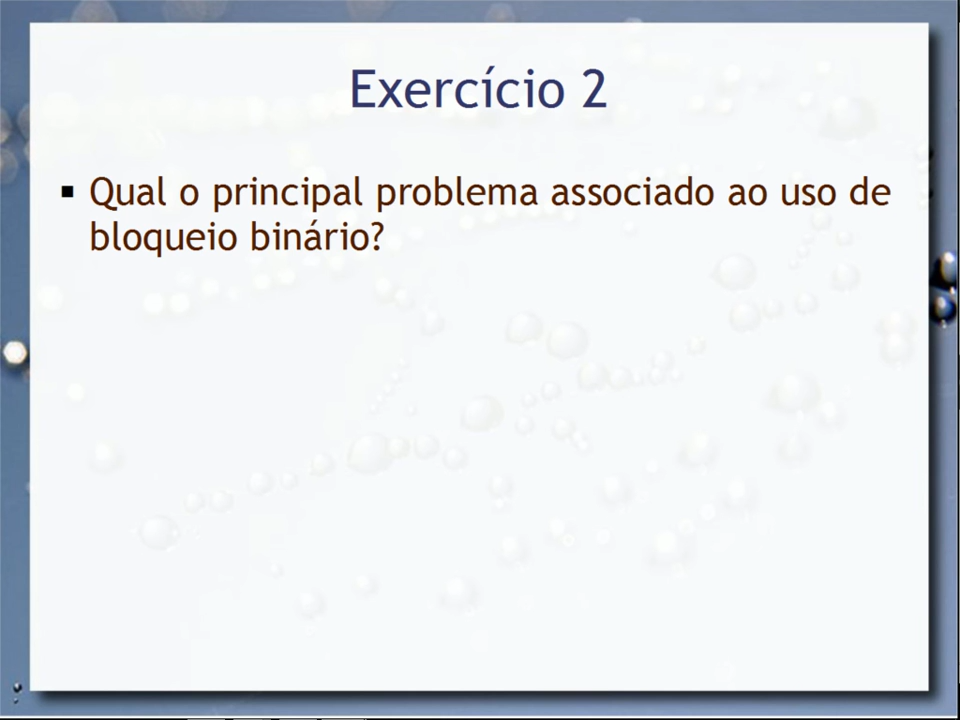 Exercício 2
▪ Qual o principal problema associado ao uso de
bloqueio binário?